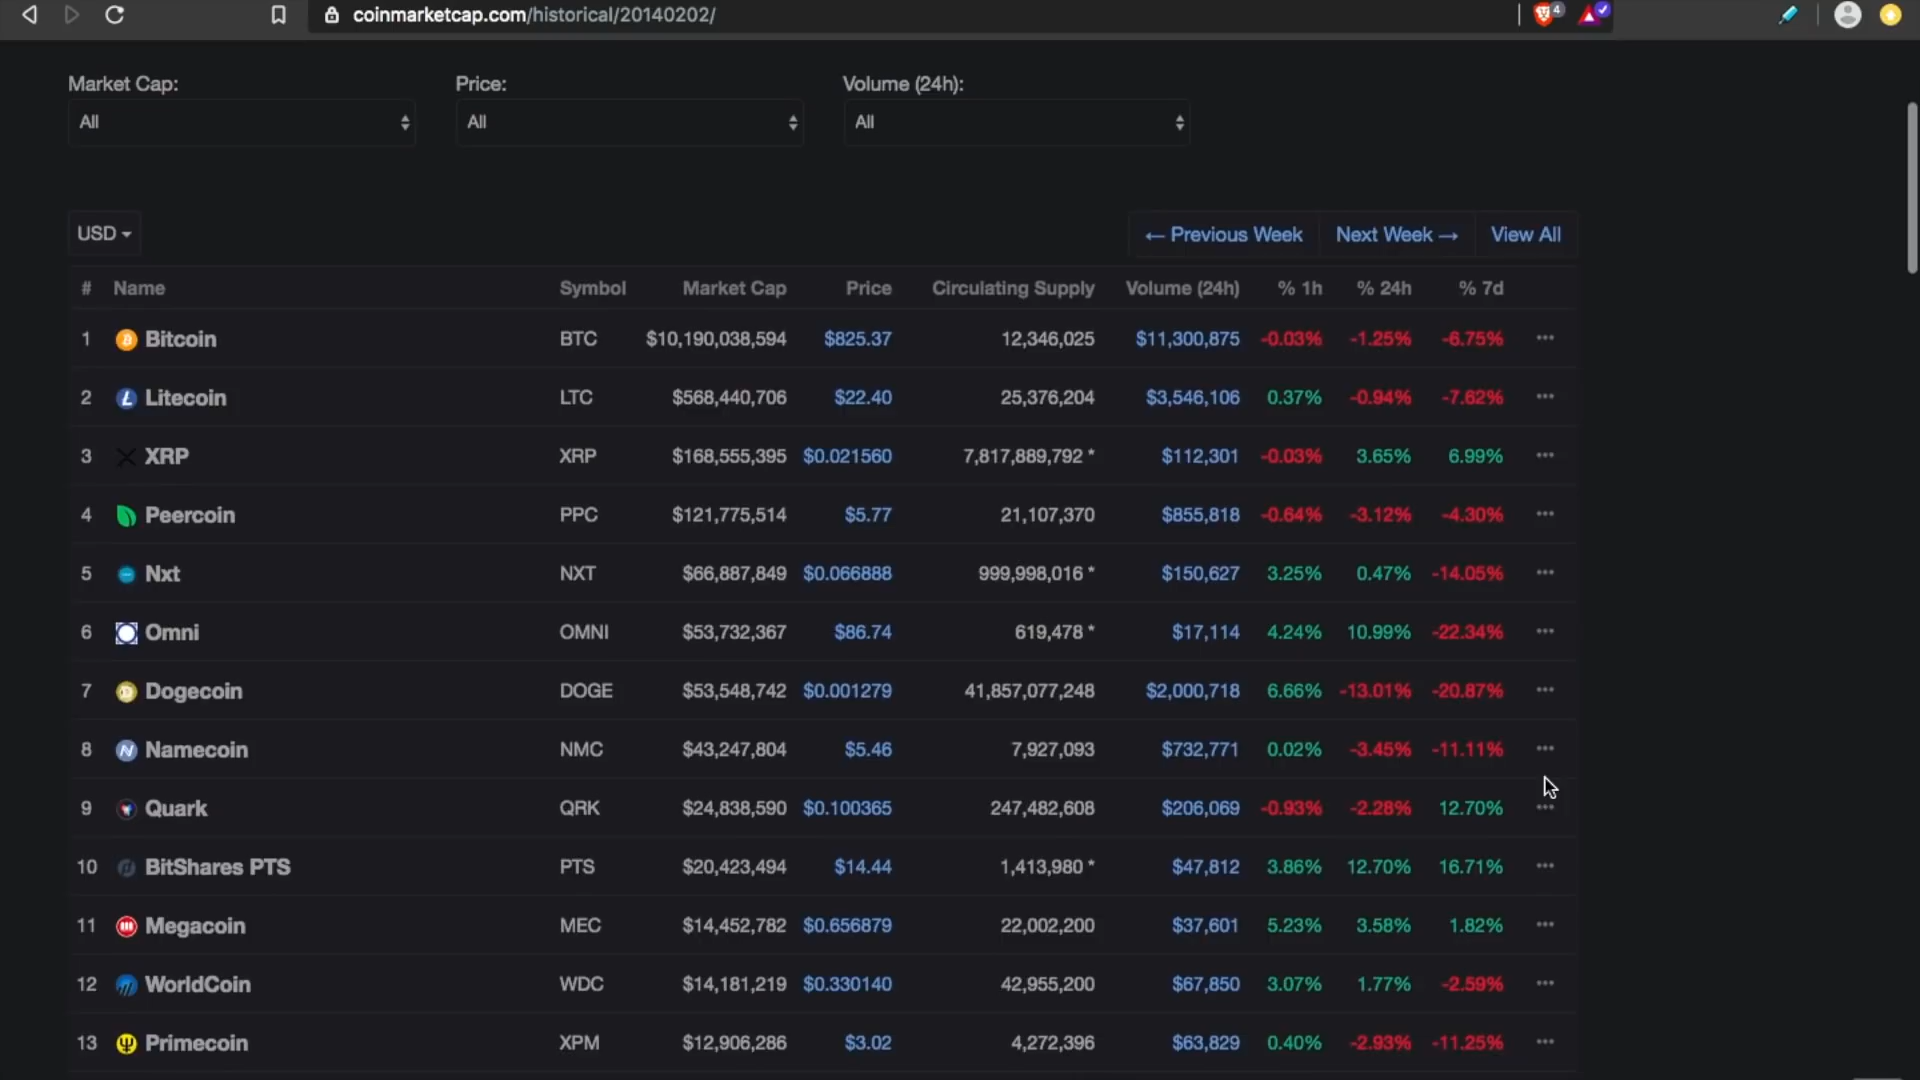 coinmarketcap.com/historical/20140202/
4
Market Cap: Price: Volume (24h):
All All All
USD ← Previous Week Next Week → View All
# Name Symbol Market Cap Price Circulating Supply Volume (24h) % 1h % 24h % 7d
1 Bitcoin BTC $10,190,038,594 $825.37 12,346,025 $11,300,875 -0.03% -1.25% -6.75% •••
2 Litecoin LTC $568,440,706 $22.40 25,376,204 $3,546,106 0.37% -0.94% -7.62% •••
3 XRP XRP $168,555,395 $0.021560 7,817,889,792 * $112,301 -0.03% 3.65% 6.99% •••
4 Peercoin PPC $121,775,514 $5.77 21,107,370 $855,818 -0.64% -3.12% -4.30% •••
5 Nxt NXT $66,887,849 $0.066888 999,998,016 * $150,627 3.25% 0.47% -14.05% •••
6 Omni OMNI $53,732,367 $86.74 619,478 * $17,114 4.24% 10.99% -22.34% •••
7 Dogecoin DOGE $53,548,742 $0.001279 41,857,077,248 $2,000,718 6.66% -13.01% -20.87% •••
8 Namecoin NMC $43,247,804 $5.46 7,927,093 $732,771 0.02% -3.45% -11.11% •••
9 Quark QRK $24,838,590 $0.100365 247,482,608 $206,069 -0.93% -2.28% 12.70% •••
10 BitShares PTS PTS $20,423,494 $14.44 1,413,980 * $47,812 3.86% 12.70% 16.71% •••
11 Megacoin MEC $14,452,782 $0.656879 22,002,200 $37,601 5.23% 3.58% 1.82% •••
12 WorldCoin WDC $14,181,219 $0.330140 42,955,200 $67,850 3.07% 1.77% -2.59% •••
13 Primecoin XPM $12,906,286 $3.02 4,272,396 $63,829 0.40% -2.93% -11.25% •••